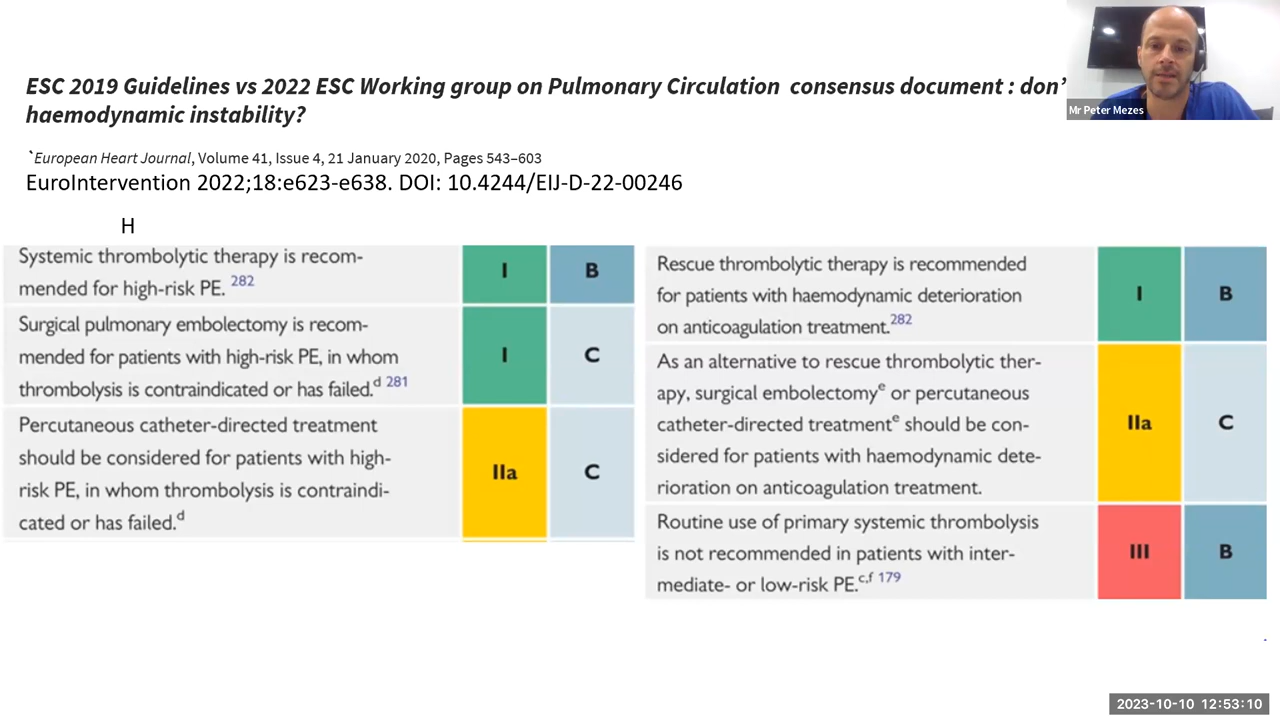 ESC 2019 Guidelines vs 2022 ESC Working group on Pulmonary Circulation consensus document : don’
haemodynamic instability?
Mr Peter Mezes
`European Heart Journal, Volume 41, Issue 4, 21 January 2020, Pages 543–603
EuroIntervention 2022;18:e623-e638. DOI: 10.4244/EIJ-D-22-00246
H
Systemic thrombolytic therapy is recom-
mended for high-risk PE. 282
I
B
Surgical pulmonary embolectomy is recom-
mended for patients with high-risk PE, in whom
thrombolysis is contraindicated or has failed.d 281
I
C
Percutaneous catheter-directed treatment
should be considered for patients with high-
risk PE, in whom thrombolysis is contraindi-
cated or has failed.d
IIa
C
Rescue thrombolytic therapy is recommended
for patients with haemodynamic deterioration
on anticoagulation treatment.282
I
B
As an alternative to rescue thrombolytic ther-
apy, surgical embolectomye or percutaneous
catheter-directed treatmente should be con-
sidered for patients with haemodynamic dete-
rioration on anticoagulation treatment.
IIa
C
Routine use of primary systemic thrombolysis
is not recommended in patients with inter-
mediate- or low-risk PE.c,f 179
III
B
2023-10-10 12:53:10